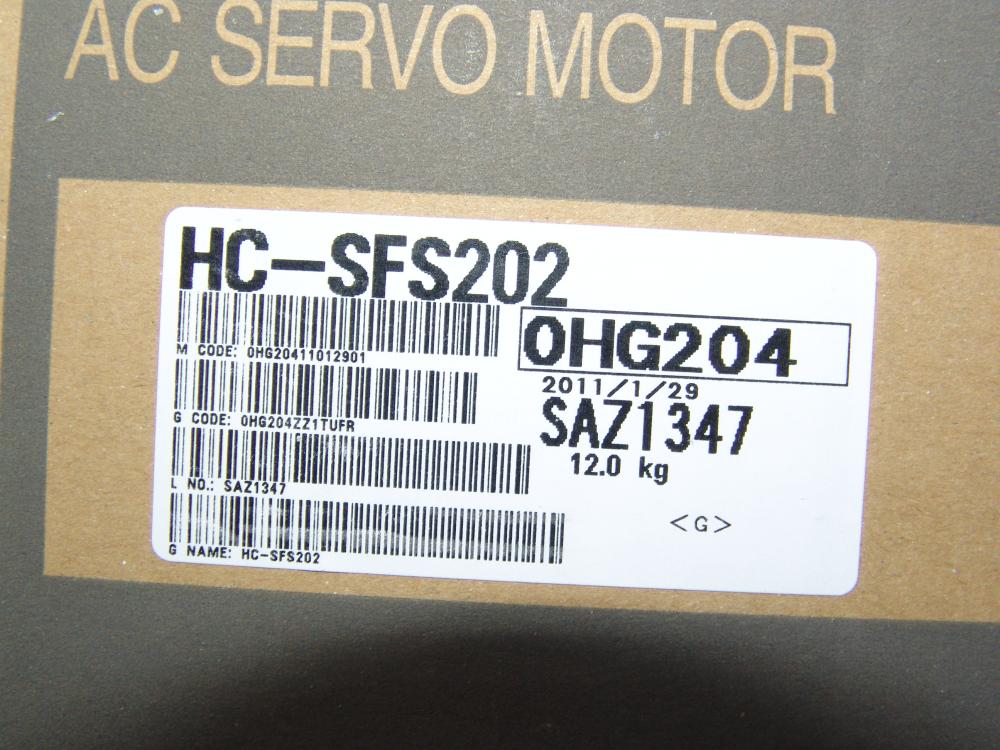 AC SERVO MOTOR
HC-SFS202
0HG204
M CODE: 0HG20411012901
2011/1/29
G CODE: 0HG204ZZ1TUFR
SAZ1347
12.0 kg
L NO.: SAZ1347
<G>
G NAME: HC-SFS202